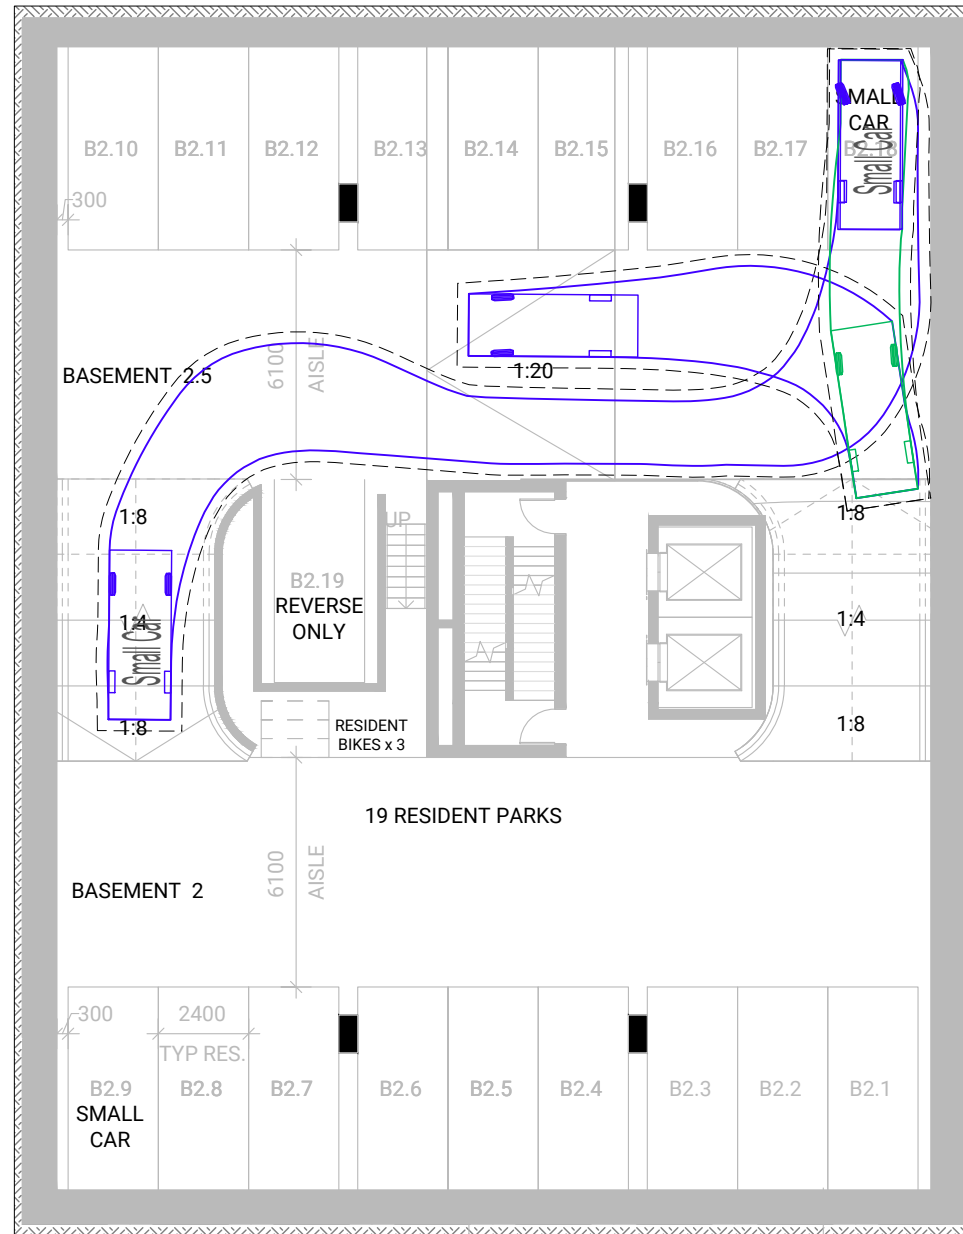 SMALL
CAR
B2.10 B2.11 B2.12 B2.13 B2.14 B2.15 B2.16 B2.17 B2.18
Small Car
300
6100
AISLE
BASEMENT 2.5
1:20
1:8
1:8
UP
B2.19
REVERSE
ONLY
1:4
Small Car
1:4
1:8
RESIDENT
BIKES x 3
1:8
19 RESIDENT PARKS
6100
AISLE
BASEMENT 2
300
2400
TYP RES.
B2.9 B2.8 B2.7 B2.6 B2.5 B2.4 B2.3 B2.2 B2.1
SMALL
CAR